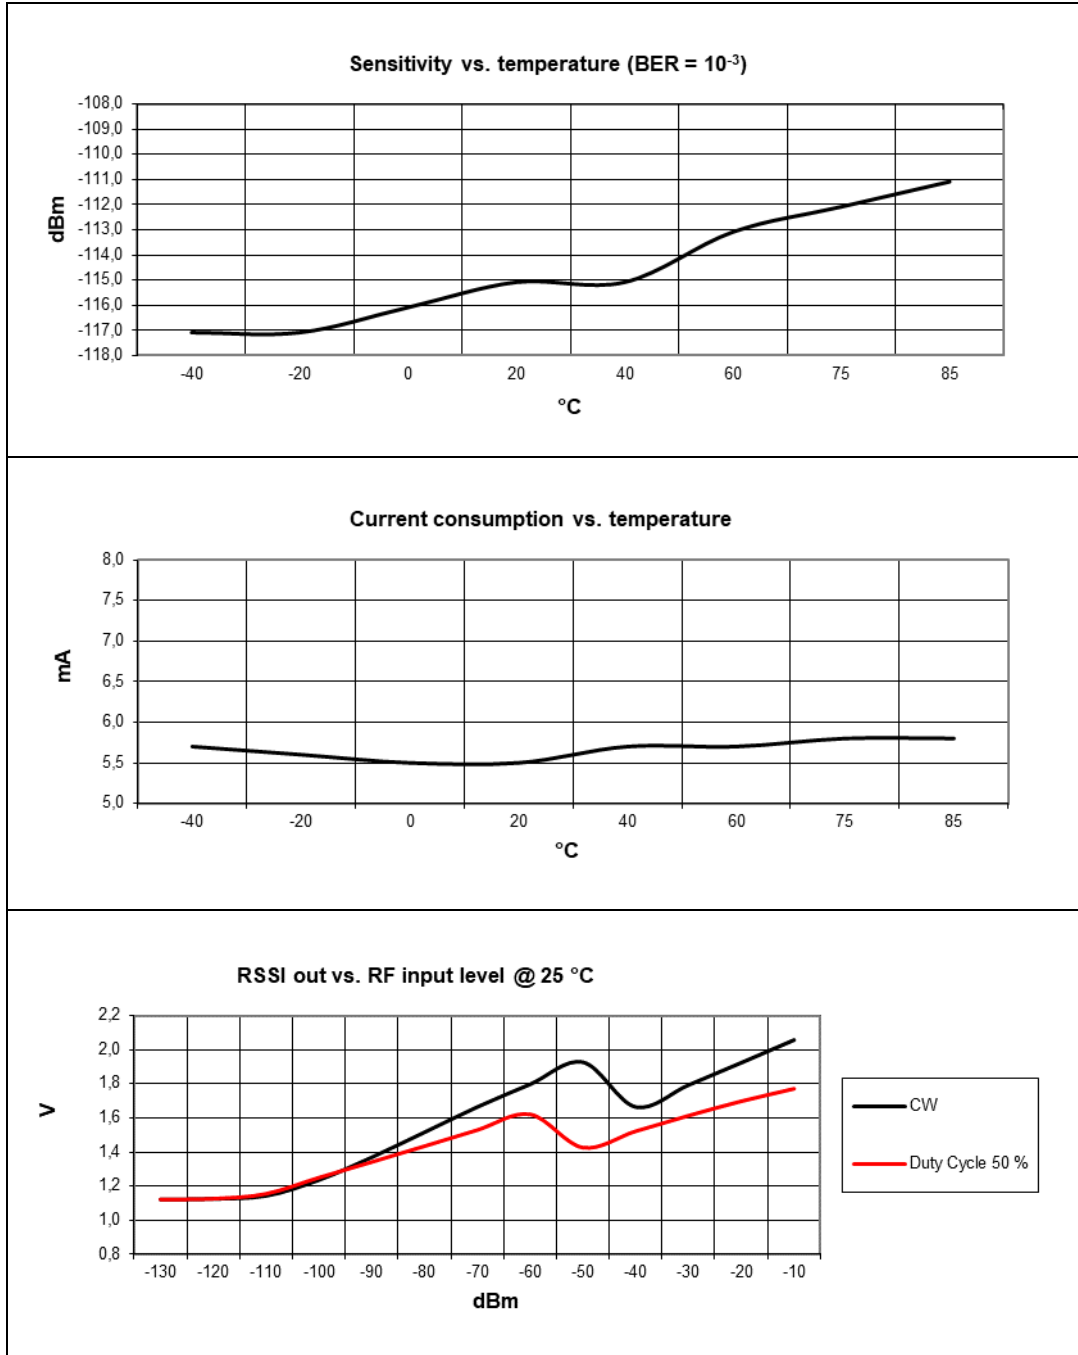 Sensitivity vs. temperature (BER = 10⁻³)
-108,0
-109,0
-110,0
-111,0
-112,0
-113,0
-114,0
-115,0
-116,0
-117,0
-118,0
dBm
-40 -20 0 20 40 60 75 85
°C
Current consumption vs. temperature
8,0
7,5
7,0
6,5
6,0
5,5
5,0
mA
-40 -20 0 20 40 60 75 85
°C
RSSI out vs. RF input level @ 25 °C
2,2
2,0
1,8
1,6
1,4
1,2
1,0
0,8
V
-130 -120 -110 -100 -90 -80 -70 -60 -50 -40 -30 -20 -10
dBm
CW
Duty Cycle 50 %